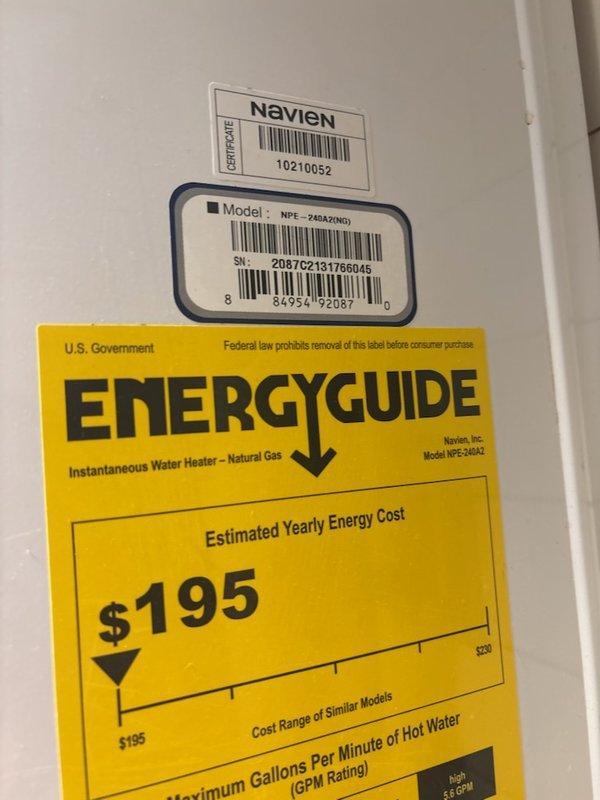 NAVIEN
CERTIFICATE
10210052
Model : NPE-240A2(NG)
SN : 2087C2131766045
8 84954 92087 0
U.S. Government
Federal law prohibits removal of this label before consumer purchase
ENERGYGUIDE
Instantaneous Water Heater – Natural Gas
Navien, Inc.
Model NPE-240A2
Estimated Yearly Energy Cost
$195
$195
$230
Cost Range of Similar Models
Maximum Gallons Per Minute of Hot Water
(GPM Rating)
high
5.6 GPM